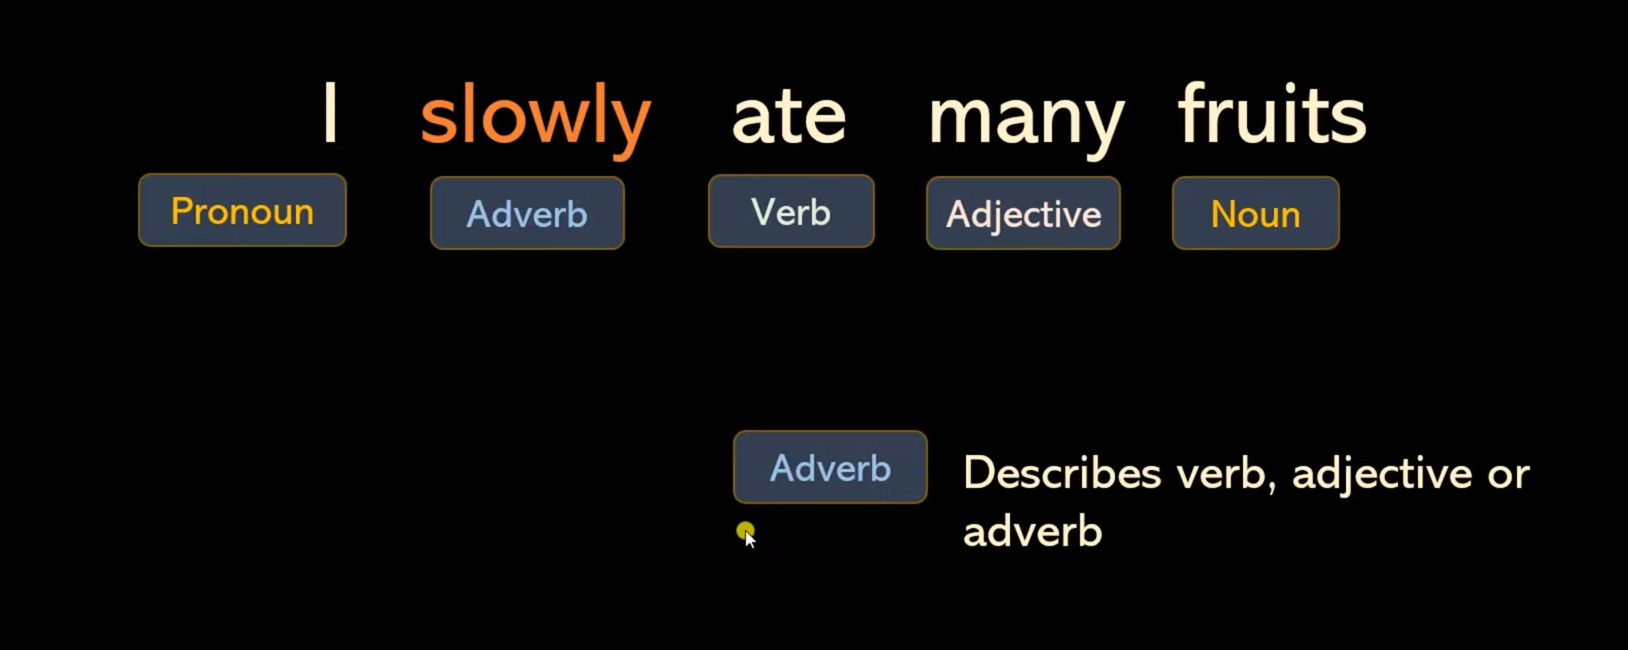 I slowly ate many fruits
Pronoun Adverb Verb Adjective Noun
Adverb Describes verb, adjective or
adverb